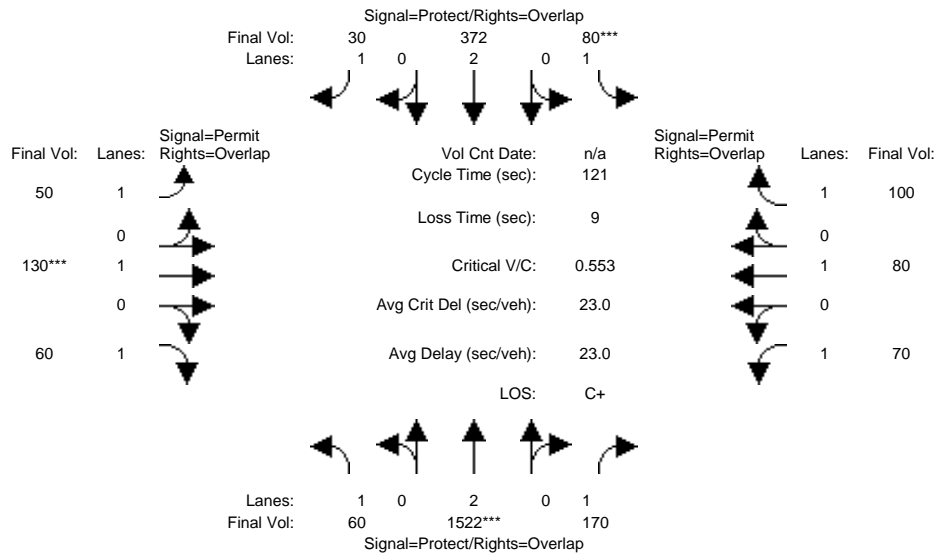 Signal=Protect/Rights=Overlap
Final Vol: 30 372 80***
Lanes: 1 0 2 0 1
Signal=Permit Signal=Permit
Final Vol: Lanes: Rights=Overlap Vol Cnt Date: n/a Rights=Overlap Lanes: Final Vol:
Cycle Time (sec): 121
50 1 1 100
Loss Time (sec): 9
0 0
130*** 1 Critical V/C: 0.553 1 80
0 Avg Crit Del (sec/veh): 23.0 0
60 1 Avg Delay (sec/veh): 23.0 1 70
LOS: C+
Lanes: 1 0 2 0 1
Final Vol: 60 1522*** 170
Signal=Protect/Rights=Overlap